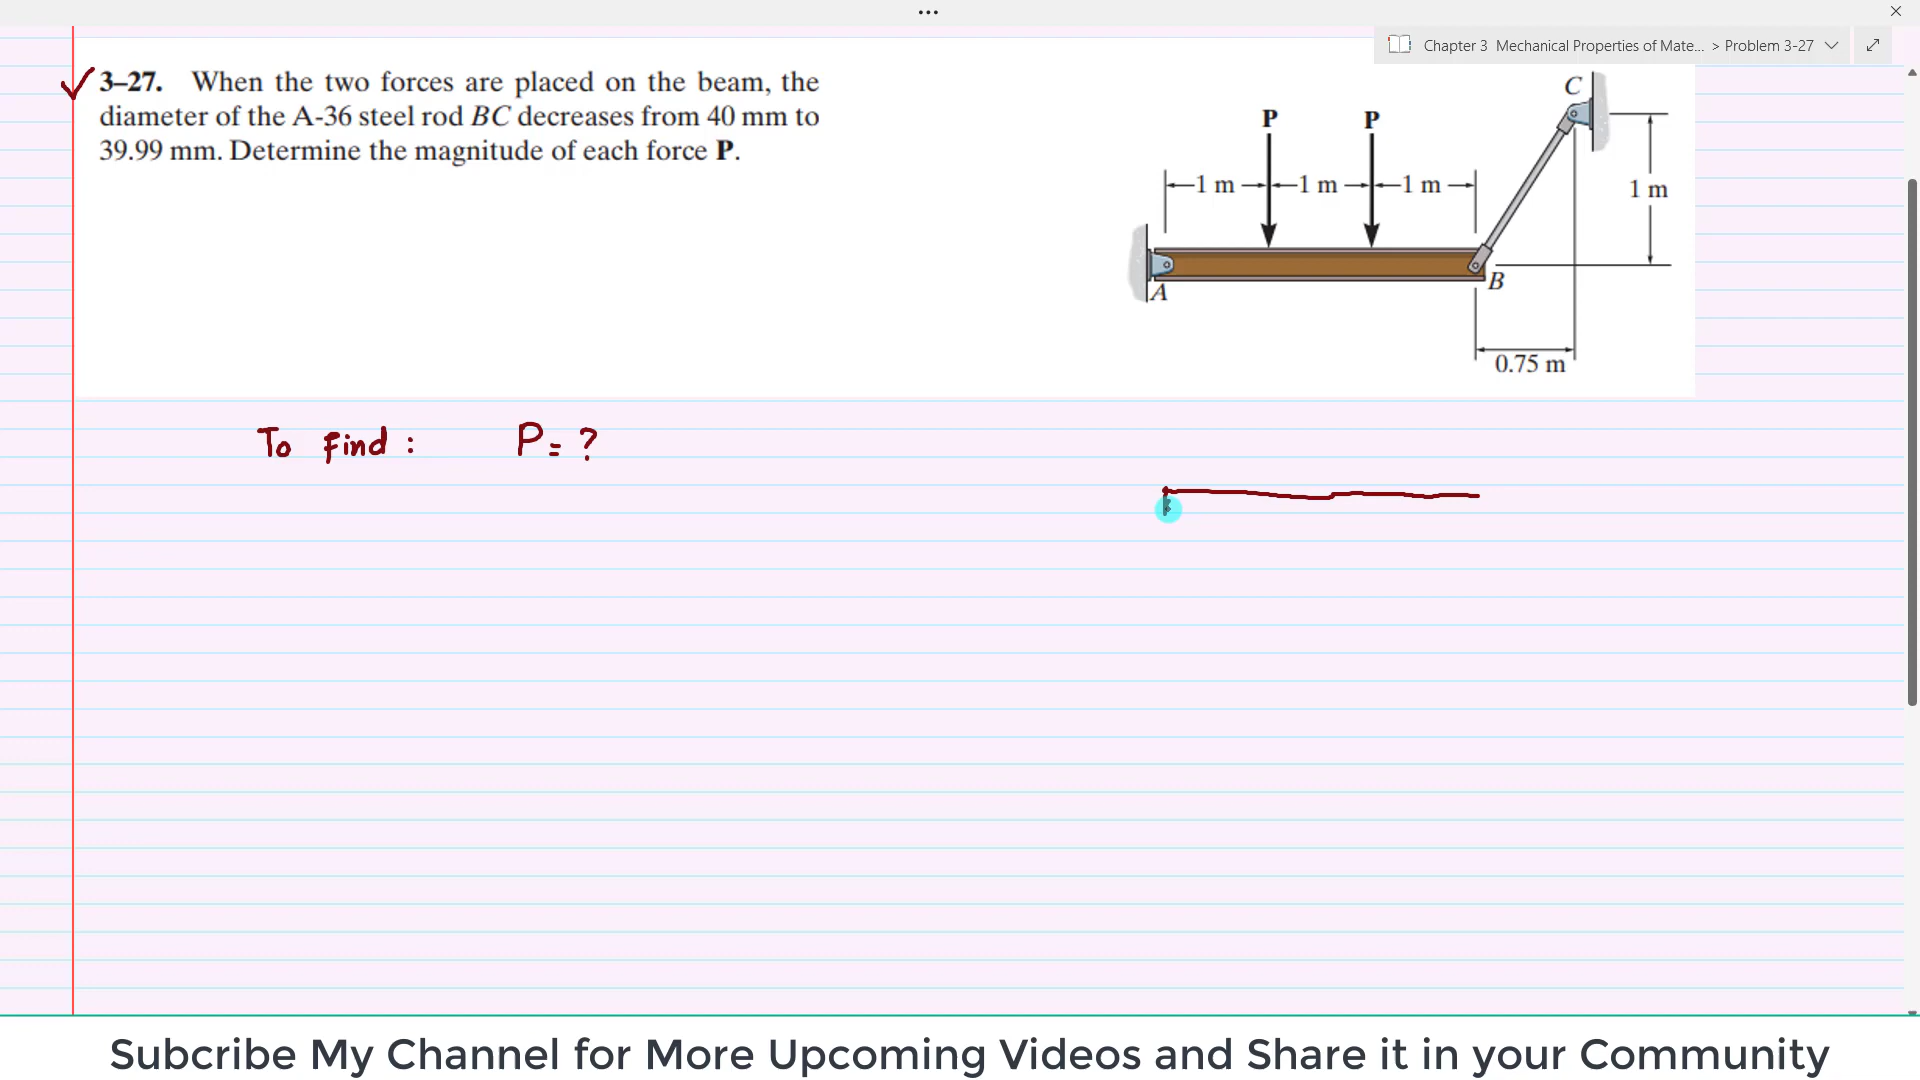 ...
Chapter 3 Mechanical Properties of Mate... > Problem 3-27
3–27. When the two forces are placed on the beam, the
diameter of the A-36 steel rod BC decreases from 40 mm to
39.99 mm. Determine the magnitude of each force P.
C
P P
1 m 1 m 1 m
1 m
A
B
0.75 m
To Find : P = ?
Subcribe My Channel for More Upcoming Videos and Share it in your Community